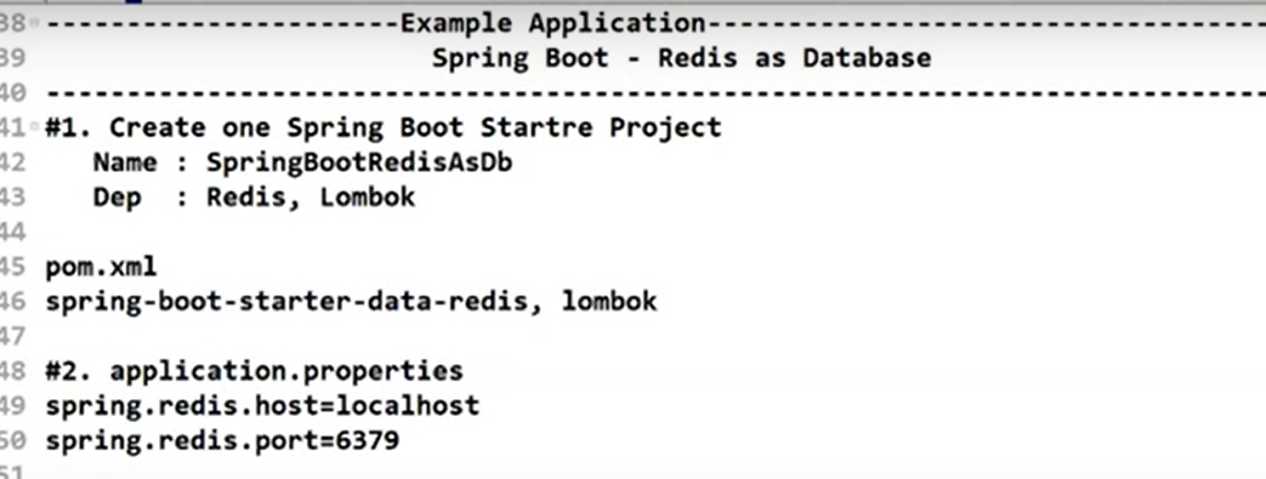 38 ----------------------Example Application-----------------------------------
39 Spring Boot - Redis as Database
40 -----------------------------------------------------------------------------
41 #1. Create one Spring Boot Startre Project
42 Name : SpringBootRedisAsDb
43 Dep : Redis, Lombok
44
45 pom.xml
46 spring-boot-starter-data-redis, lombok
47
48 #2. application.properties
49 spring.redis.host=localhost
50 spring.redis.port=6379
51